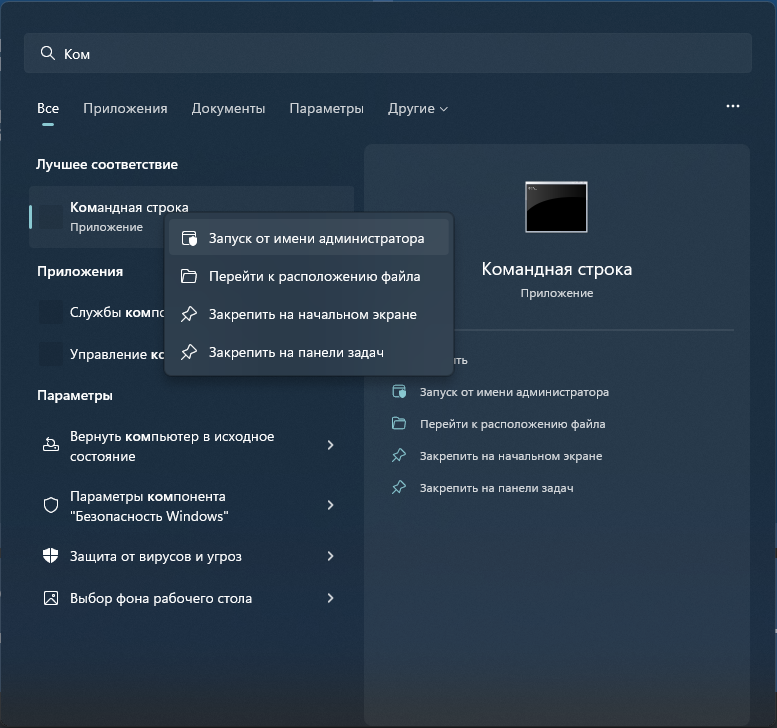 Ком
Все Приложения Документы Параметры Другие
Лучшее соответствие
Командная строка
Приложение
Запуск от имени администратора
Перейти к расположению файла
Закрепить на начальном экране
Закрепить на панели задач
Приложения
Службы
Управление
Параметры
Вернуть компьютер в исходное
состояние
Параметры компонента
"Безопасность Windows"
Защита от вирусов и угроз
Выбор фона рабочего стола
Командная строка
Приложение
Запуск от имени администратора
Перейти к расположению файла
Закрепить на начальном экране
Закрепить на панели задач